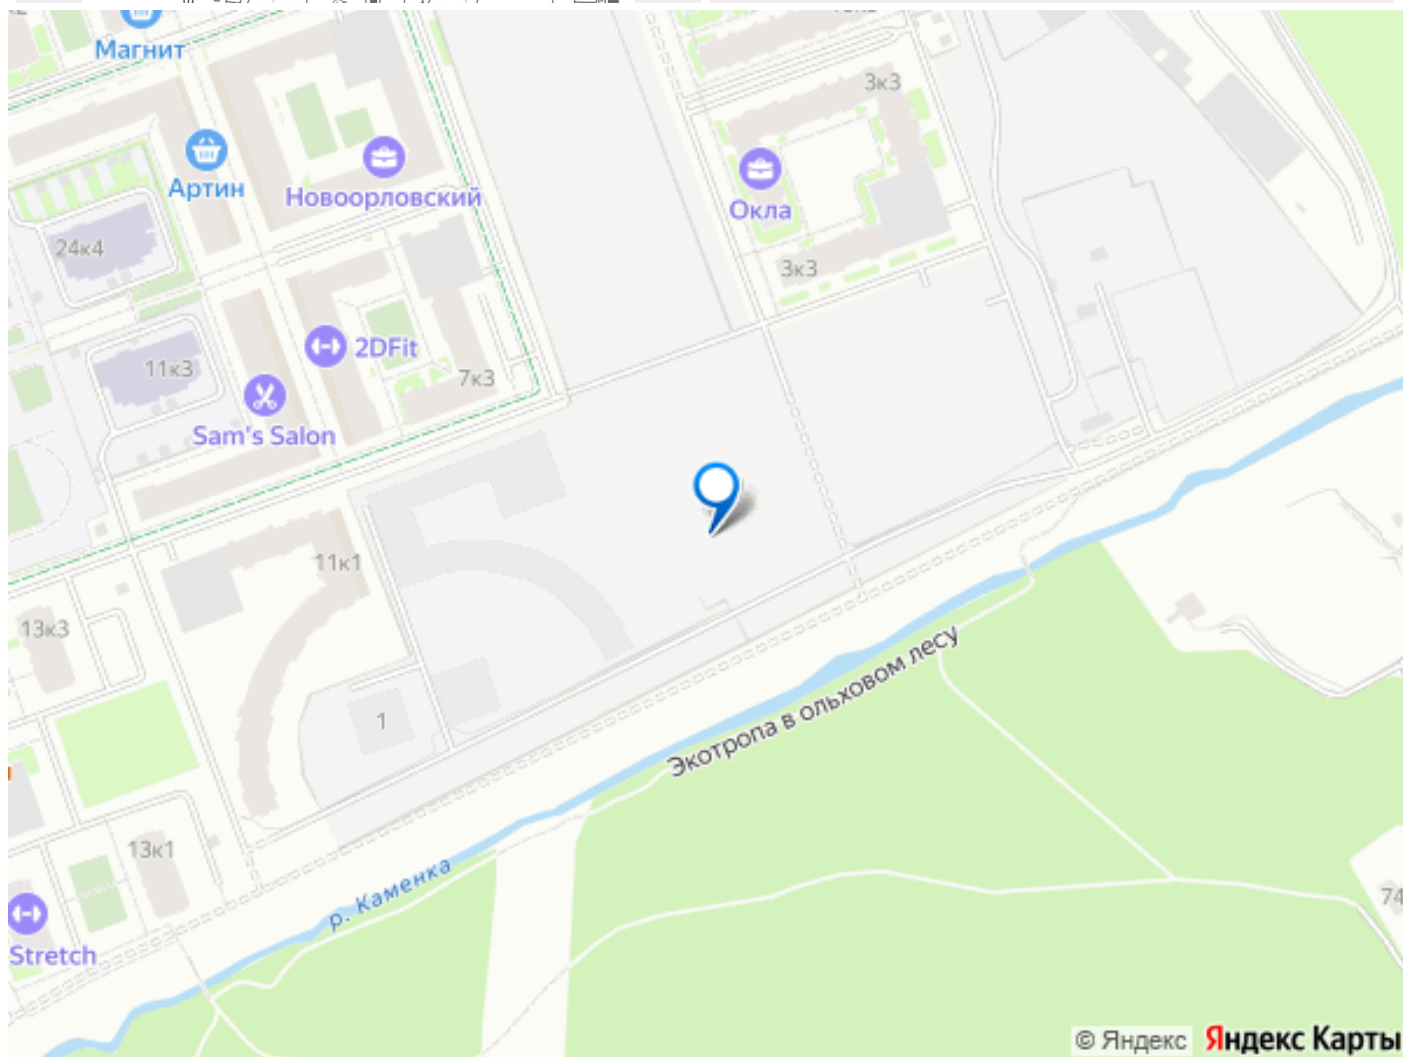 Магнит
3к3
Артин
Новоорловский
Окла
24к4
3к3
2DFit
11к3
7к3
Sam's Salon
11к1
13к3
Экотропа в ольховом лесу
1
13к1
р. Каменка
74
Stretch
© Яндекс Яндекс Карты